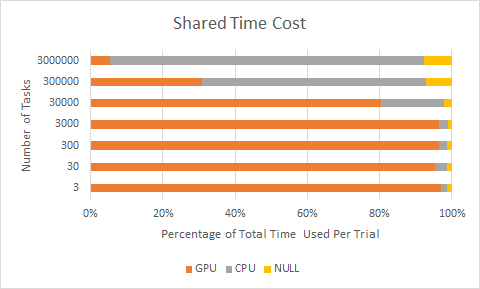 Shared Time Cost
Number of Tasks
3000000
300000
30000
3000
300
30
3
0% 20% 40% 60% 80% 100%
Percentage of Total Time Used Per Trial
GPU CPU NULL